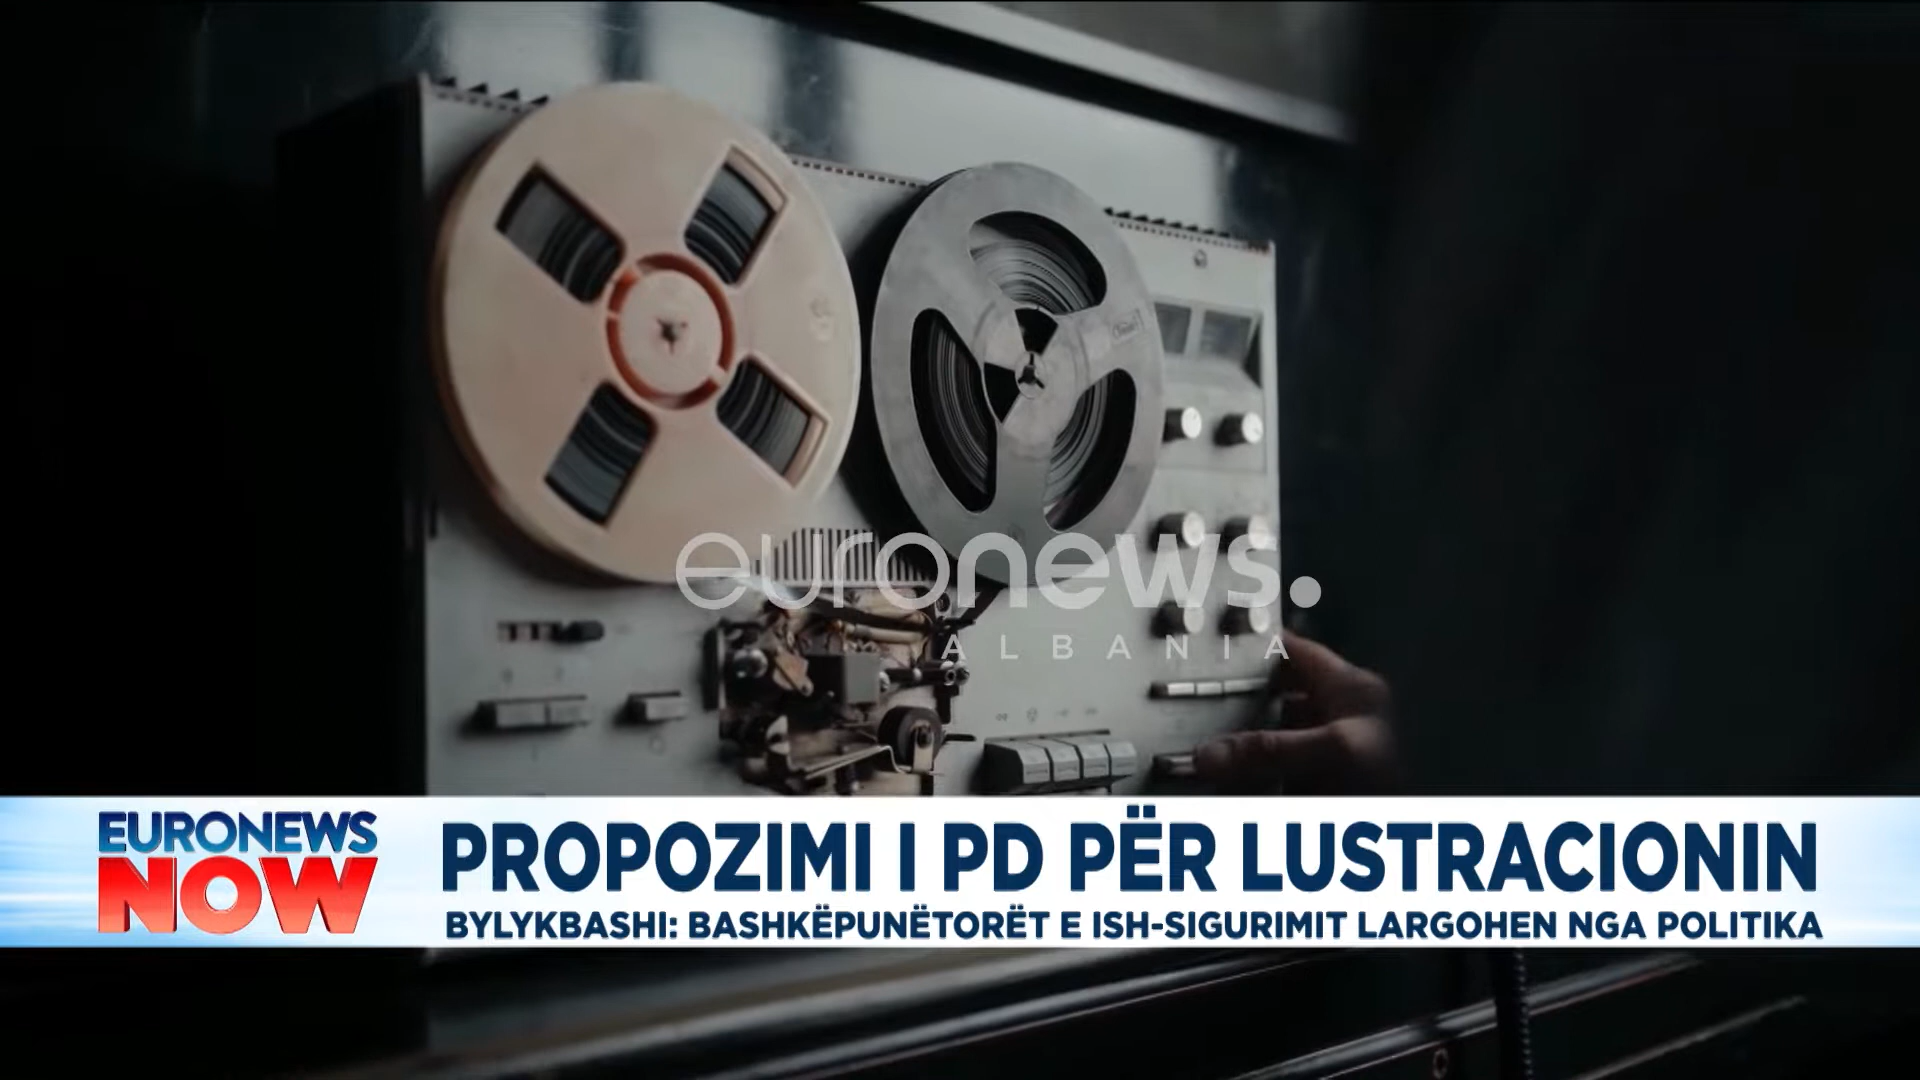 euronews.
ALBANIA
EURONEWS
NOW
PROPOZIMI I PD PËR LUSTRACIONIN
BYLYKBASHI: BASHKËPUNËTORËT E ISH-SIGURIMIT LARGOHEN NGA POLITIKA